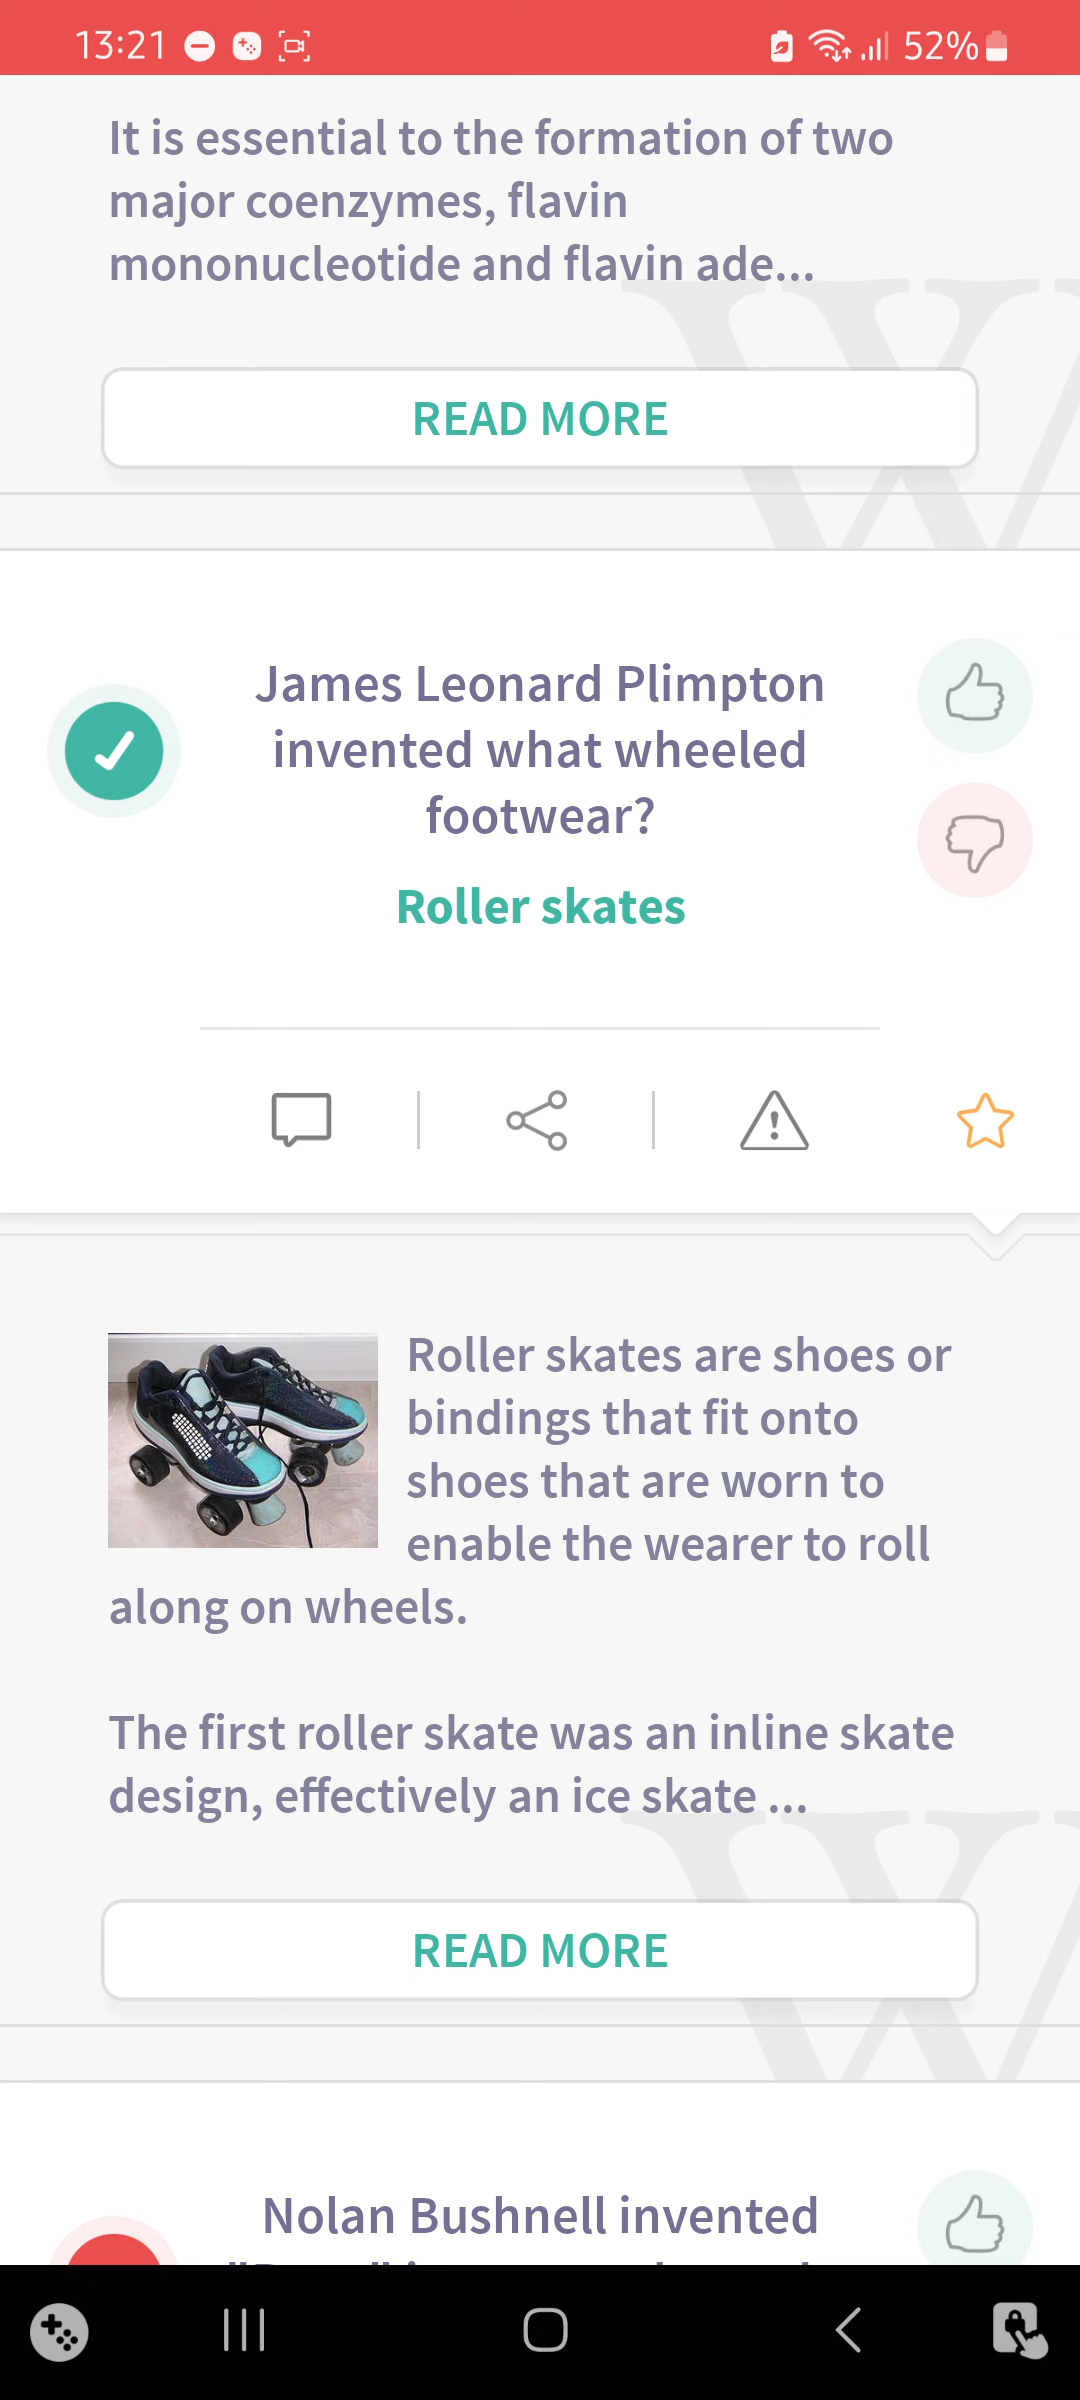 13:21
52%
It is essential to the formation of two
major coenzymes, flavin
mononucleotide and flavin ade...
READ MORE
James Leonard Plimpton
invented what wheeled
footwear?
Roller skates
Roller skates are shoes or
bindings that fit onto
shoes that are worn to
enable the wearer to roll
along on wheels.
The first roller skate was an inline skate
design, effectively an ice skate ...
READ MORE
Nolan Bushnell invented